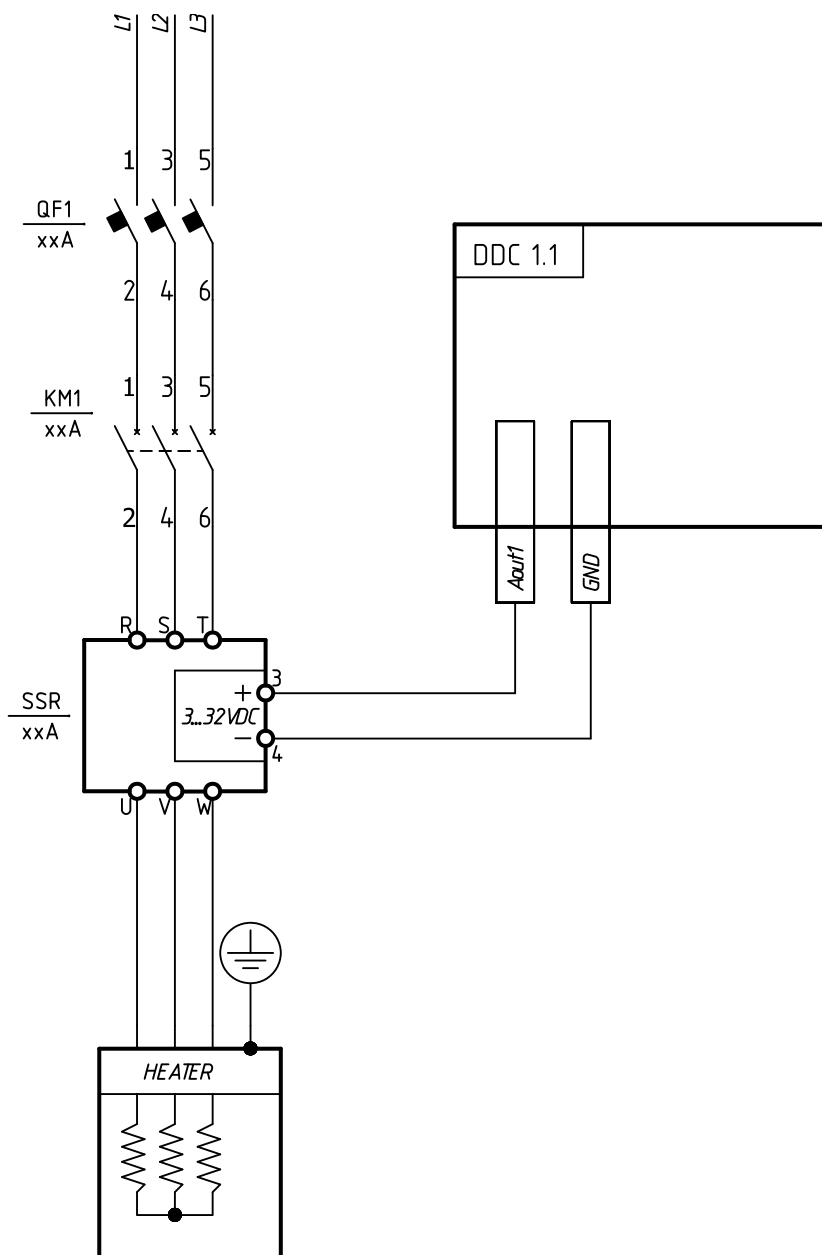 L1 L2 L3
1 3 5
QF1
xxA
DDC 1.1
2 4 6
1 3 5
KM1
xxA
2 4 6
Aout1
GND
R S T
3
+
SSR
xxA
3...32VDC
-
4
U V W
HEATER